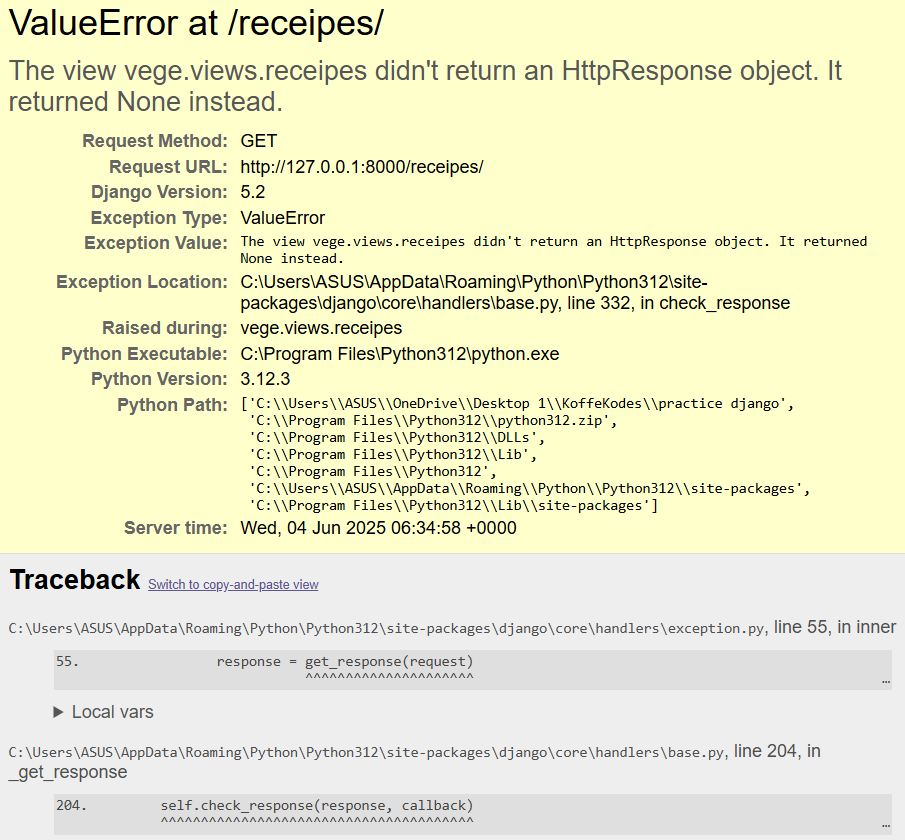 ValueError at /receipes/
The view vege.views.receipes didn't return an HttpResponse object. It
returned None instead.
Request Method: GET
Request URL: http://127.0.0.1:8000/receipes/
Django Version: 5.2
Exception Type: ValueError
Exception Value: The view vege.views.receipes didn't return an HttpResponse object. It returned
None instead.
Exception Location: C:\Users\ASUS\AppData\Roaming\Python\Python312\site-
packages\django\core\handlers\base.py, line 332, in check_response
Raised during: vege.views.receipes
Python Executable: C:\Program Files\Python312\python.exe
Python Version: 3.12.3
Python Path: ['C:\\Users\\ASUS\\OneDrive\\Desktop 1\\KoffeKodes\\practice django',
'C:\\Program Files\\Python312\\python312.zip',
'C:\\Program Files\\Python312\\DLLs',
'C:\\Program Files\\Python312\\Lib',
'C:\\Program Files\\Python312',
'C:\\Users\\ASUS\\AppData\\Roaming\\Python\\Python312\\site-packages',
'C:\\Program Files\\Python312\\Lib\\site-packages']
Server time: Wed, 04 Jun 2025 06:34:58 +0000
Traceback Switch to copy-and-paste view
C:\Users\ASUS\AppData\Roaming\Python\Python312\site-packages\django\core\handlers\exception.py, line 55, in inner
55. response = get_response(request)
^^^^^^^^^^^^^^^^^^^^^
…
▶ Local vars
C:\Users\ASUS\AppData\Roaming\Python\Python312\site-packages\django\core\handlers\base.py, line 204, in
_get_response
204. self.check_response(response, callback)
^^^^^^^^^^^^^^^^^^^^^^^^^^^^^^^^^^^^^^^
…